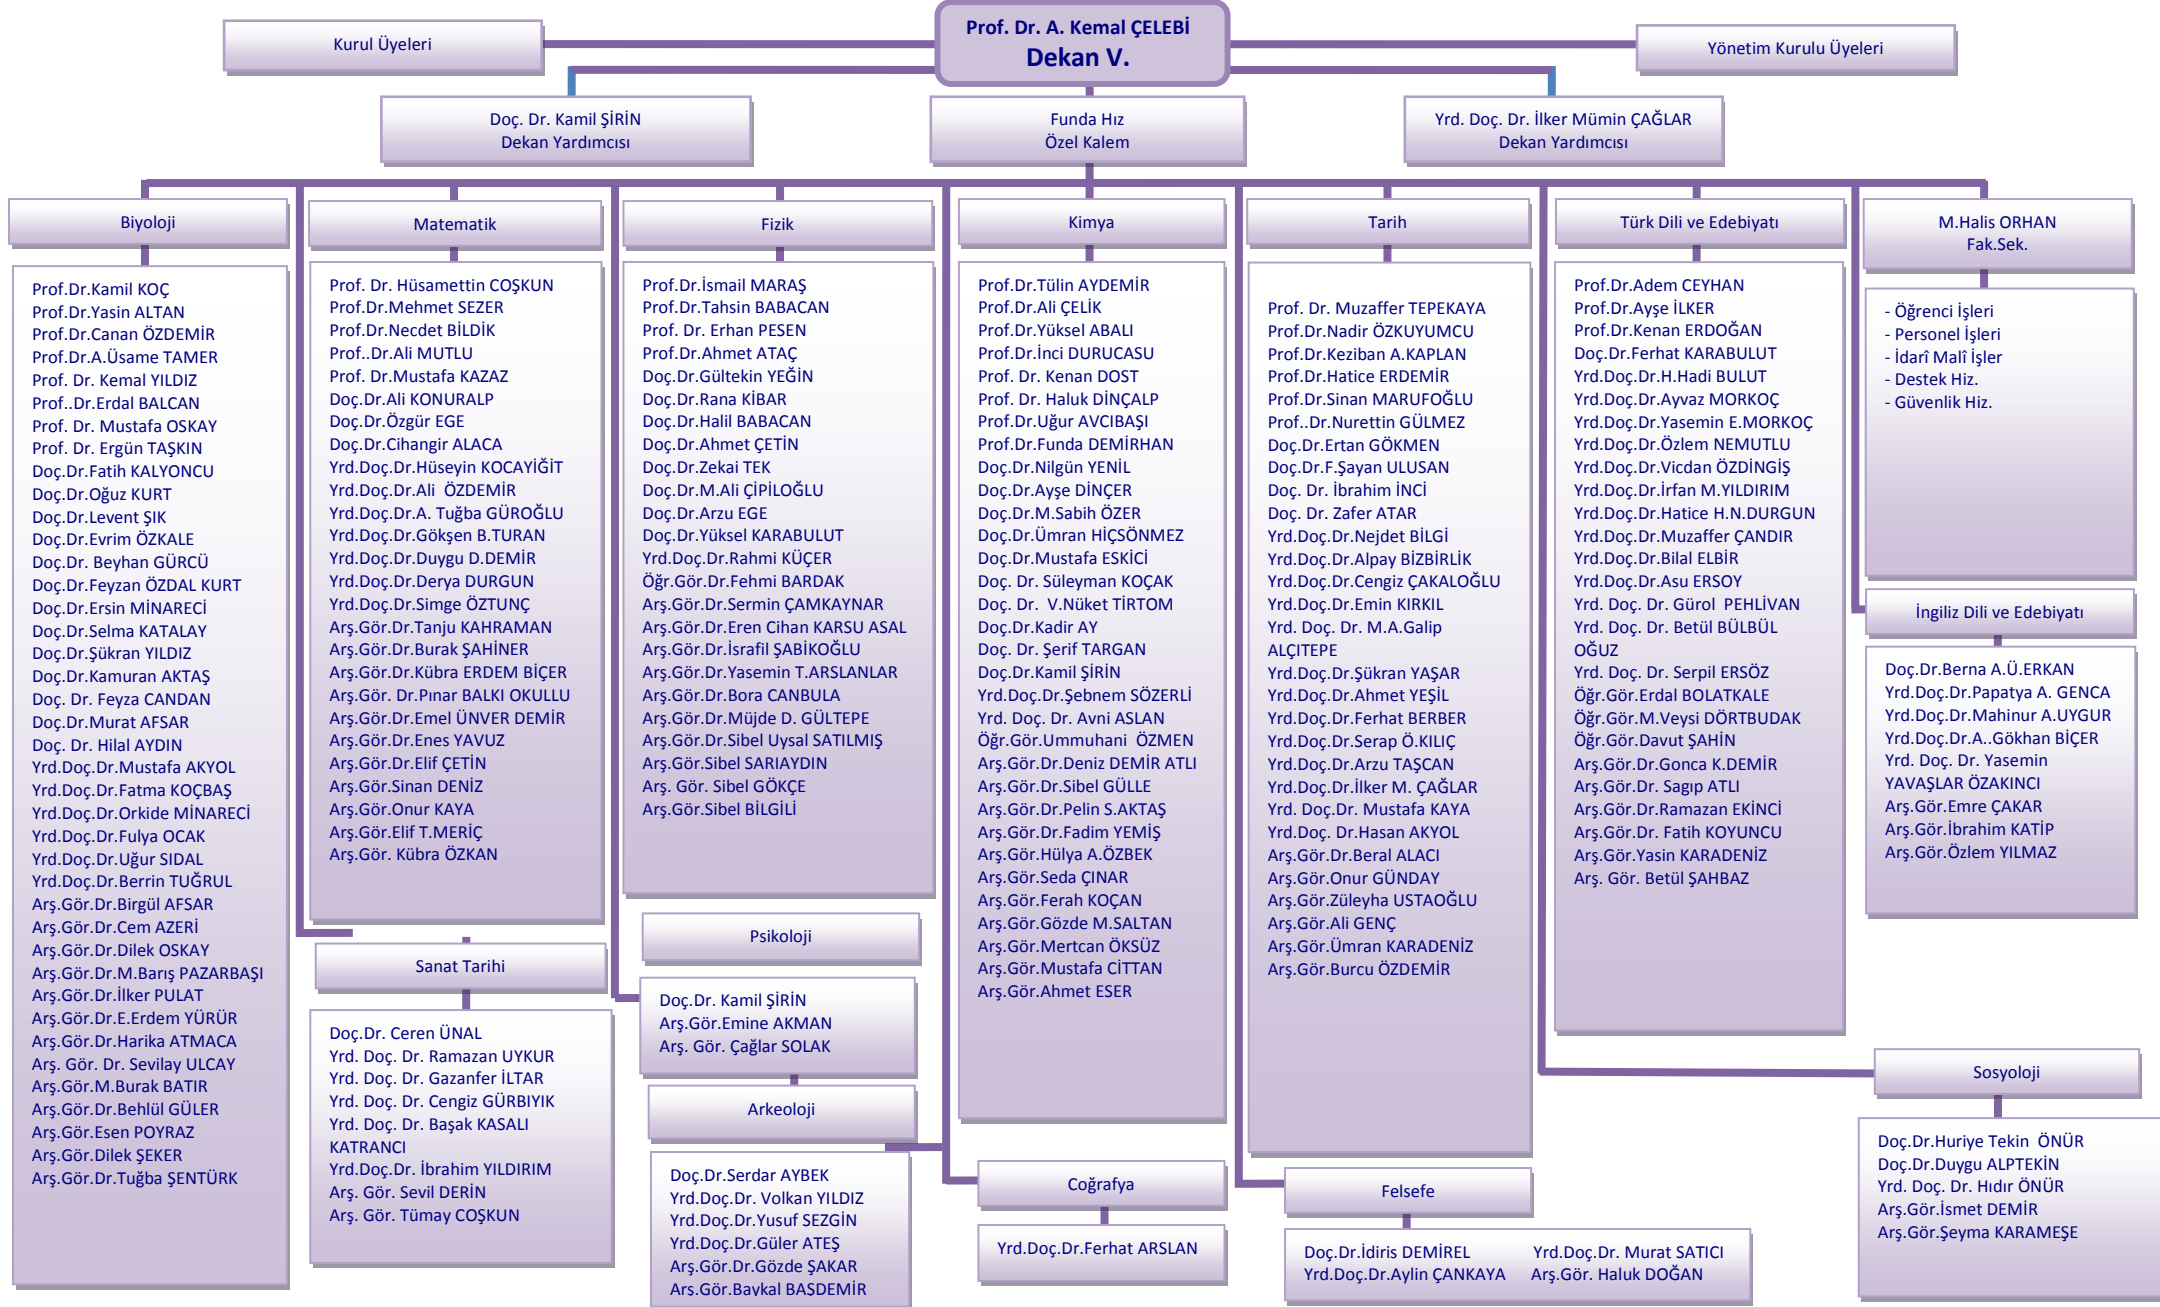 Prof. Dr. A. Kemal ÇELEBİ
Dekan V.
Kurul Üyeleri
Yönetim Kurulu Üyeleri
Doç. Dr. Kamil ŞİRİN
Dekan Yardımcısı
Funda Hız
Özel Kalem
Yrd. Doç. Dr. İlker Mümin ÇAĞLAR
Dekan Yardımcısı
Biyoloji
Prof.Dr.Kamil KOÇ
Prof.Dr.Yasin ALTAN
Prof.Dr.Canan ÖZDEMİR
Prof.Dr.A.Üsame TAMER
Prof. Dr. Kemal YILDIZ
Prof..Dr.Erdal BALCAN
Prof. Dr. Mustafa OSKAY
Prof. Dr. Ergün TAŞKIN
Doç.Dr.Fatih KALYONCU
Doç.Dr.Oğuz KURT
Doç.Dr.Levent ŞIK
Doç.Dr.Evrim ÖZKALE
Doç.Dr. Beyhan GÜRCÜ
Doç.Dr.Feyzan ÖZDAL KURT
Doç.Dr.Ersin MİNARECİ
Doç.Dr.Selma KATALAY
Doç.Dr.Şükran YILDIZ
Doç.Dr.Kamuran AKTAŞ
Doç. Dr. Feyza CANDAN
Doç.Dr.Murat AFSAR
Doç. Dr. Hilal AYDIN
Yrd.Doç.Dr.Mustafa AKYOL
Yrd.Doç.Dr.Fatma KOÇBAŞ
Yrd.Doç.Dr.Orkide MİNARECİ
Yrd.Doç.Dr.Fulya OCAK
Yrd.Doç.Dr.Uğur SIDAL
Yrd.Doç.Dr.Berrin TUĞRUL
Arş.Gör.Dr.Birgül AFSAR
Arş.Gör.Dr.Cem AZERİ
Arş.Gör.Dr.Dilek OSKAY
Arş.Gör.Dr.M.Barış PAZARBAŞI
Arş.Gör.Dr.İlker PULAT
Arş.Gör.Dr.E.Erdem YÜRÜR
Arş.Gör.Dr.Harika ATMACA
Arş. Gör. Dr. Sevilay ULCAY
Arş.Gör.M.Burak BATIR
Arş.Gör.Dr.Behlül GÜLER
Arş.Gör.Esen POYRAZ
Arş.Gör.Dilek ŞEKER
Arş.Gör.Dr.Tuğba ŞENTÜRK
Matematik
Prof. Dr. Hüsamettin COŞKUN
Prof.Dr.Mehmet SEZER
Prof.Dr.Necdet BİLDİK
Prof..Dr.Ali MUTLU
Prof. Dr.Mustafa KAZAZ
Doç.Dr.Ali KONURALP
Doç.Dr.Özgür EGE
Doç.Dr.Cihangir ALACA
Yrd.Doç.Dr.Hüseyin KOCAYİĞİT
Yrd.Doç.Dr.Ali ÖZDEMİR
Yrd.Doç.Dr.A. Tuğba GÜROĞLU
Yrd.Doç.Dr.Gökşen B.TURAN
Yrd.Doç.Dr.Duygu D.DEMİR
Yrd.Doç.Dr.Derya DURGUN
Yrd.Doç.Dr.Simge ÖZTUNÇ
Arş.Gör.Dr.Tanju KAHRAMAN
Arş.Gör.Dr.Burak ŞAHİNER
Arş.Gör.Dr.Kübra ERDEM BİÇER
Arş.Gör. Dr.Pınar BALKI OKULLU
Arş.Gör.Dr.Emel ÜNVER DEMİR
Arş.Gör.Dr.Enes YAVUZ
Arş.Gör.Dr.Elif ÇETİN
Arş.Gör.Sinan DENİZ
Arş.Gör.Onur KAYA
Arş.Gör.Elif T.MERİÇ
Arş.Gör. Kübra ÖZKAN
Sanat Tarihi
Doç.Dr. Ceren ÜNAL
Yrd. Doç. Dr. Ramazan UYKUR
Yrd. Doç. Dr. Gazanfer İLTAR
Yrd. Doç. Dr. Cengiz GÜRBIYIK
Yrd. Doç. Dr. Başak KASALI
KATRANCI
Yrd.Doç.Dr. İbrahim YILDIRIM
Arş. Gör. Sevil DERİN
Arş. Gör. Tümay COŞKUN
Fizik
Prof.Dr.İsmail MARAŞ
Prof.Dr.Tahsin BABACAN
Prof. Dr. Erhan PESEN
Prof.Dr.Ahmet ATAÇ
Doç.Dr.Gültekin YEĞİN
Doç.Dr.Rana KİBAR
Doç.Dr.Halil BABACAN
Doç.Dr.Ahmet ÇETİN
Doç.Dr.Zekai TEK
Doç.Dr.M.Ali ÇİPİLOĞLU
Doç.Dr.Arzu EGE
Doç.Dr.Yüksel KARABULUT
Yrd.Doç.Dr.Rahmi KÜÇER
Öğr.Gör.Dr.Fehmi BARDAK
Arş.Gör.Dr.Sermin ÇAMKAYNAR
Arş.Gör.Dr.Eren Cihan KARSU ASAL
Arş.Gör.Dr.İsrafil ŞABİKOĞLU
Arş.Gör.Dr.Yasemin T.ARSLANLAR
Arş.Gör.Dr.Bora CANBULA
Arş.Gör.Dr.Müjde D. GÜLTEPE
Arş.Gör.Dr.Sibel Uysal SATILMIŞ
Arş.Gör.Sibel SARIAYDIN
Arş. Gör. Sibel GÖKÇE
Arş.Gör.Sibel BİLGİLİ
Psikoloji
Doç.Dr. Kamil ŞİRİN
Arş.Gör.Emine AKMAN
Arş. Gör. Çağlar SOLAK
Arkeoloji
Doç.Dr.Serdar AYBEK
Yrd.Doç.Dr. Volkan YILDIZ
Yrd.Doç.Dr.Yusuf SEZGİN
Yrd.Doç.Dr.Güler ATEŞ
Arş.Gör.Dr.Gözde ŞAKAR
Arş.Gör.Baykal BAŞDEMİR
Kimya
Prof.Dr.Tülin AYDEMİR
Prof.Dr.Ali ÇELİK
Prof.Dr.Yüksel ABALI
Prof.Dr.İnci DURUCASU
Prof. Dr. Kenan DOST
Prof. Dr. Haluk DİNÇALP
Prof.Dr.Uğur AVCIBAŞI
Prof.Dr.Funda DEMİRHAN
Doç.Dr.Nilgün YENİL
Doç.Dr.Ayşe DİNÇER
Doç.Dr.M.Sabih ÖZER
Doç.Dr.Ümran HİÇSÖNMEZ
Doç.Dr.Mustafa ESKİCİ
Doç. Dr. Süleyman KOÇAK
Doç. Dr. V.Nüket TİRTOM
Doç.Dr.Kadir AY
Doç. Dr. Şerif TARGAN
Doç.Dr.Kamil ŞİRİN
Yrd.Doç.Dr.Şebnem SÖZERLİ
Yrd. Doç. Dr. Avni ASLAN
Öğr.Gör.Ummuhani ÖZMEN
Arş.Gör.Dr.Deniz DEMİR ATLI
Arş.Gör.Dr.Sibel GÜLLE
Arş.Gör.Dr.Pelin S.AKTAŞ
Arş.Gör.Dr.Fadim YEMİŞ
Arş.Gör.Hülya A.ÖZBEK
Arş.Gör.Seda ÇINAR
Arş.Gör.Ferah KOÇAN
Arş.Gör.Gözde M.SALTAN
Arş.Gör.Mertcan ÖKSÜZ
Arş.Gör.Mustafa CİTTAN
Arş.Gör.Ahmet ESER
Coğrafya
Yrd.Doç.Dr.Ferhat ARSLAN
Tarih
Prof. Dr. Muzaffer TEPEKAYA
Prof.Dr.Nadir ÖZKUYUMCU
Prof.Dr.Keziban A.KAPLAN
Prof.Dr.Hatice ERDEMİR
Prof.Dr.Sinan MARUFOĞLU
Prof..Dr.Nurettin GÜLMEZ
Doç.Dr.Ertan GÖKMEN
Doç.Dr.F.Şayan ULUSAN
Doç. Dr. İbrahim İNCİ
Doç. Dr. Zafer ATAR
Yrd.Doç.Dr.Nejdet BİLGİ
Yrd.Doç.Dr.Alpay BİZBİRLİK
Yrd.Doç.Dr.Cengiz ÇAKALOĞLU
Yrd.Doç.Dr.Emin KIRKIL
Yrd. Doç. Dr. M.A.Galip
ALÇITEPE
Yrd.Doç.Dr.Şükran YAŞAR
Yrd.Doç.Dr.Ahmet YEŞİL
Yrd.Doç.Dr.Ferhat BERBER
Yrd.Doç.Dr.Serap Ö.KILIÇ
Yrd.Doç.Dr.Arzu TAŞCAN
Yrd.Doç.Dr.İlker M. ÇAĞLAR
Yrd. Doç.Dr. Mustafa KAYA
Yrd.Doç. Dr.Hasan AKYOL
Arş.Gör.Dr.Beral ALACI
Arş.Gör.Onur GÜNDAY
Arş.Gör.Züleyha USTAOĞLU
Arş.Gör.Ali GENÇ
Arş.Gör.Ümran KARADENİZ
Arş.Gör.Burcu ÖZDEMİR
Felsefe
Doç.Dr.İdiris DEMİREL Yrd.Doç.Dr. Murat SATICI
Yrd.Doç.Dr.Aylin ÇANKAYA Arş.Gör. Haluk DOĞAN
Türk Dili ve Edebiyatı
Prof.Dr.Adem CEYHAN
Prof.Dr.Ayşe İLKER
Prof.Dr.Kenan ERDOĞAN
Doç.Dr.Ferhat KARABULUT
Yrd.Doç.Dr.H.Hadi BULUT
Yrd.Doç.Dr.Ayvaz MORKOÇ
Yrd.Doç.Dr.Yasemin E.MORKOÇ
Yrd.Doç.Dr.Özlem NEMUTLU
Yrd.Doç.Dr.Vicdan ÖZDİNGİŞ
Yrd.Doç.Dr.İrfan M.YILDIRIM
Yrd.Doç.Dr.Hatice H.N.DURGUN
Yrd.Doç.Dr.Muzaffer ÇANDIR
Yrd.Doç.Dr.Bilal ELBİR
Yrd.Doç.Dr.Asu ERSOY
Yrd. Doç. Dr. Gürol PEHLİVAN
Yrd. Doç. Dr. Betül BÜLBÜL
OĞUZ
Yrd. Doç. Dr. Serpil ERSÖZ
Öğr.Gör.Erdal BOLATKALE
Öğr.Gör.M.Veysi DÖRTBUDAK
Öğr.Gör.Davut ŞAHİN
Arş.Gör.Dr.Gonca K.DEMİR
Arş.Gör.Dr. Sagıp ATLI
Arş.Gör.Dr.Ramazan EKİNCİ
Arş.Gör.Dr. Fatih KOYUNCU
Arş.Gör.Yasin KARADENİZ
Arş. Gör. Betül ŞAHBAZ
M.Halis ORHAN
Fak.Sek.
- Öğrenci İşleri
- Personel İşleri
- İdarî Malî İşler
- Destek Hiz.
- Güvenlik Hiz.
İngiliz Dili ve Edebiyatı
Doç.Dr.Berna A.Ü.ERKAN
Yrd.Doç.Dr.Papatya A. GENCA
Yrd.Doç.Dr.Mahinur A.UYGUR
Yrd.Doç.Dr.A..Gökhan BİÇER
Yrd. Doç. Dr. Yasemin
YAVAŞLAR ÖZAKINCI
Arş.Gör.Emre ÇAKAR
Arş.Gör.İbrahim KATİP
Arş.Gör.Özlem YILMAZ
Sosyoloji
Doç.Dr.Huriye Tekin ÖNÜR
Doç.Dr.Duygu ALPTEKİN
Yrd. Doç. Dr. Hıdır ÖNÜR
Arş.Gör.İsmet DEMİR
Arş.Gör.Şeyma KARAMEŞE